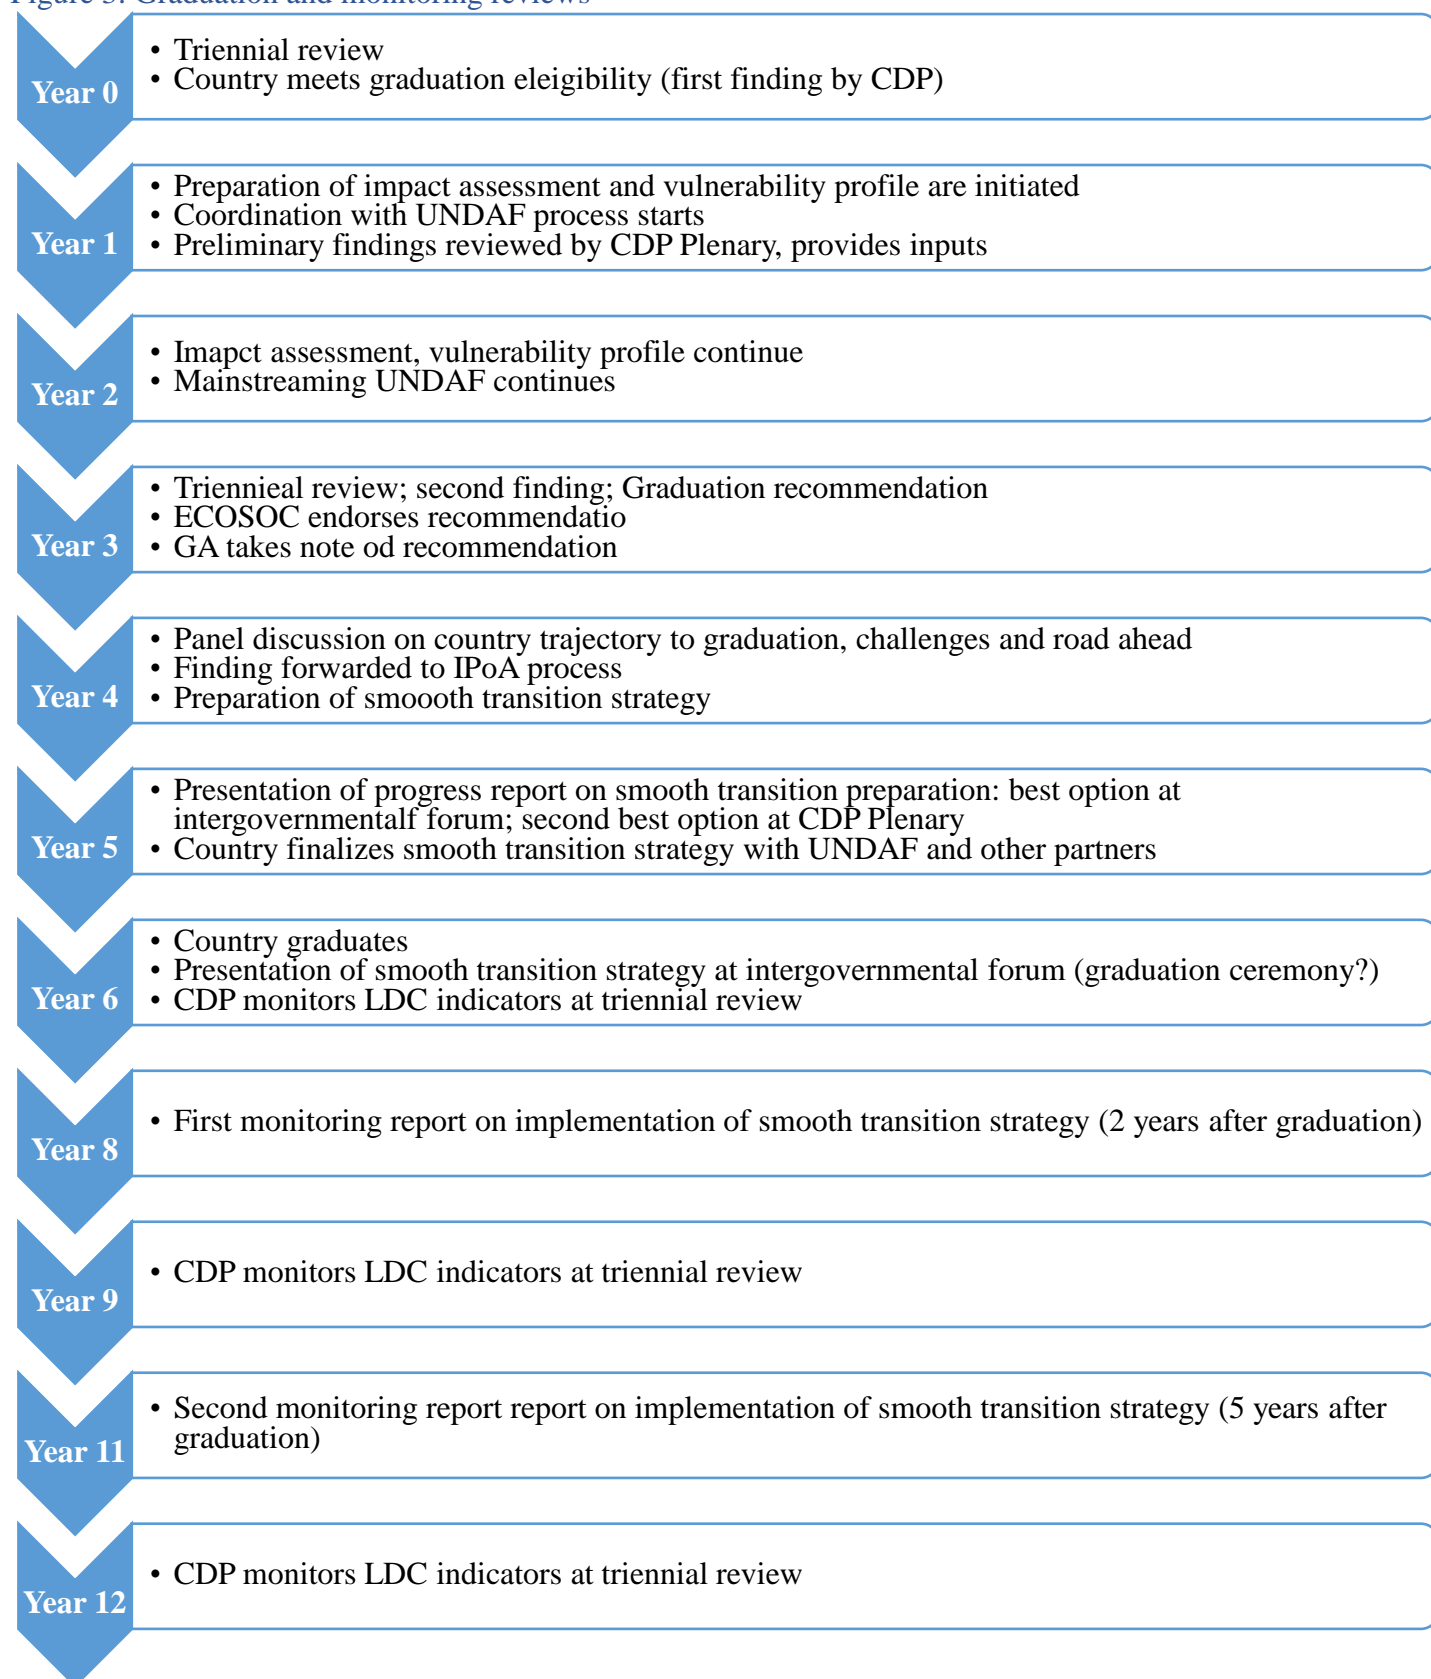 Figure 3. Graduation and monitoring reviews
Year 0
• Triennial review
• Country meets graduation eleigibility (first finding by CDP)
Year 1
• Preparation of impact assessment and vulnerability profile are initiated
• Coordination with UNDAF process starts
• Preliminary findings reviewed by CDP Plenary, provides inputs
Year 2
• Imapct assessment, vulnerability profile continue
• Mainstreaming UNDAF continues
Year 3
• Triennieal review; second finding; Graduation recommendation
• ECOSOC endorses recommendatio
• GA takes note od recommendation
Year 4
• Panel discussion on country trajectory to graduation, challenges and road ahead
• Finding forwarded to IPoA process
• Preparation of smoooth transition strategy
Year 5
• Presentation of progress report on smooth transition preparation: best option at
intergovernmentalf forum; second best option at CDP Plenary
• Country finalizes smooth transition strategy with UNDAF and other partners
Year 6
• Country graduates
• Presentation of smooth transition strategy at intergovernmental forum (graduation ceremony?)
• CDP monitors LDC indicators at triennial review
Year 8
• First monitoring report on implementation of smooth transition strategy (2 years after graduation)
Year 9
• CDP monitors LDC indicators at triennial review
Year 11
• Second monitoring report report on implementation of smooth transition strategy (5 years after
graduation)
Year 12
• CDP monitors LDC indicators at triennial review